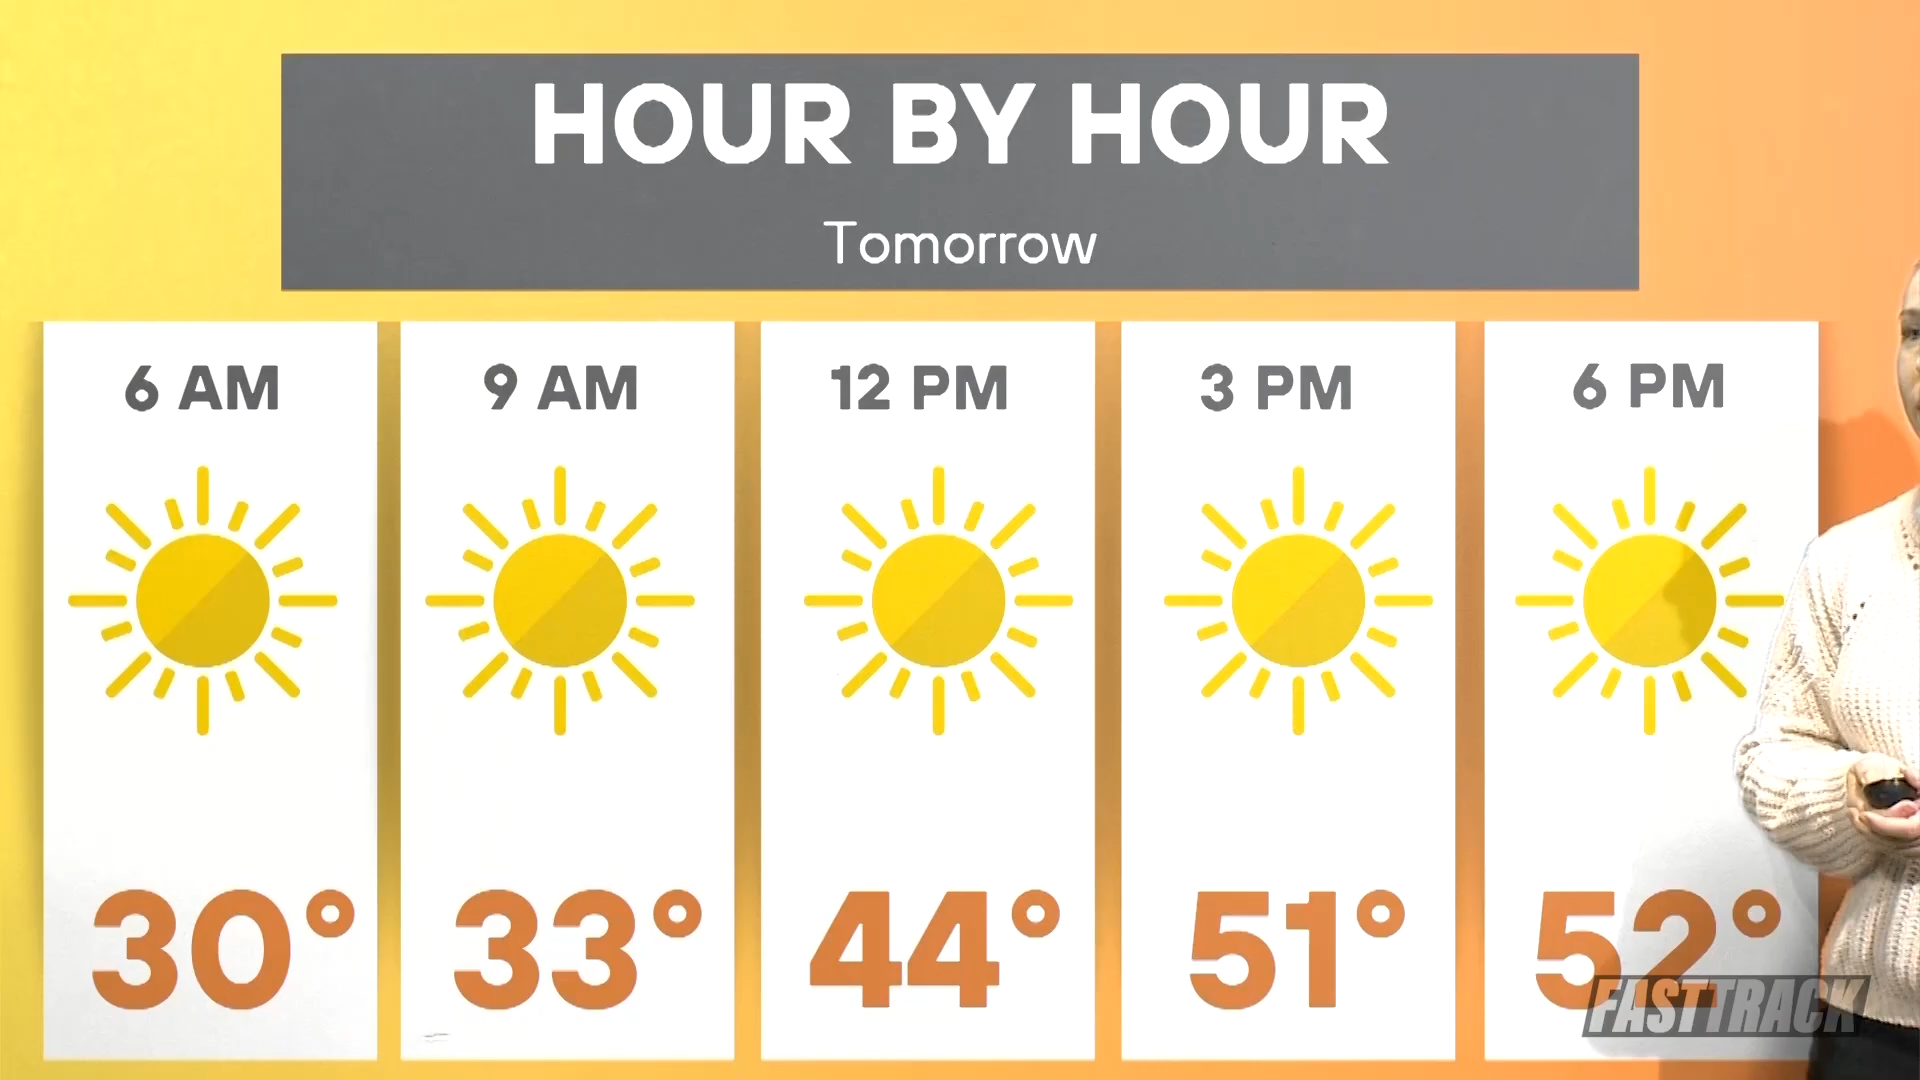 HOUR BY HOUR
Tomorrow
6 AM
9 AM
12 PM
3 PM
6 PM
30°
33°
44°
51°
52°
FASTTRACK